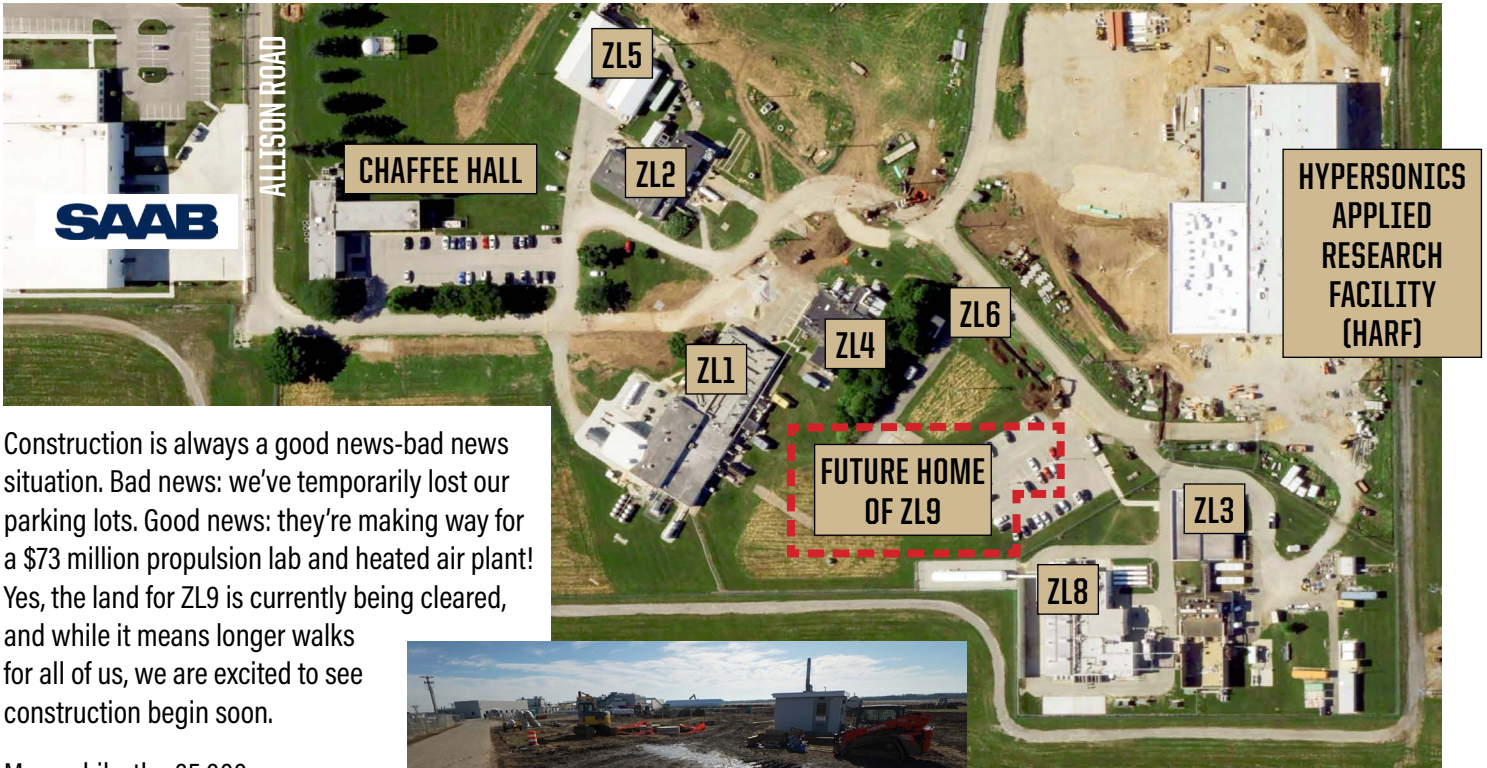 ALLISON ROAD
SAAB
CHAFFEE HALL
ZL5
ZL2
ZL1
ZL4
ZL6
HYPERSONICS
APPLIED
RESEARCH
FACILITY
(HARF)
FUTURE HOME
OF ZL9
ZL3
ZL8
Construction is always a good news-bad news
situation. Bad news: we've temporarily lost our
parking lots. Good news: they're making way for
a $73 million propulsion lab and heated air plant!
Yes, the land for ZL9 is currently being cleared,
and while it means longer walks
for all of us, we are excited to see
construction begin soon.